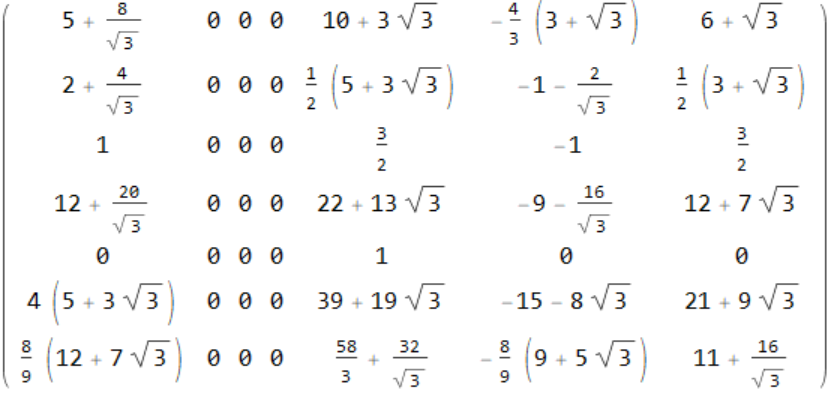 5 + 8/√3 0 0 0 10 + 3 √3 -4/3 (3 + √3) 6 + √3
2 + 4/√3 0 0 0 1/2 (5 + 3 √3) -1 - 2/√3 1/2 (3 + √3)
1 0 0 0 3/2 -1 3/2
12 + 20/√3 0 0 0 22 + 13 √3 -9 - 16/√3 12 + 7 √3
0 0 0 0 1 0 0
4 (5 + 3 √3) 0 0 0 39 + 19 √3 -15 - 8 √3 21 + 9 √3
8/9 (12 + 7 √3) 0 0 0 58/3 + 32/√3 -8/9 (9 + 5 √3) 11 + 16/√3